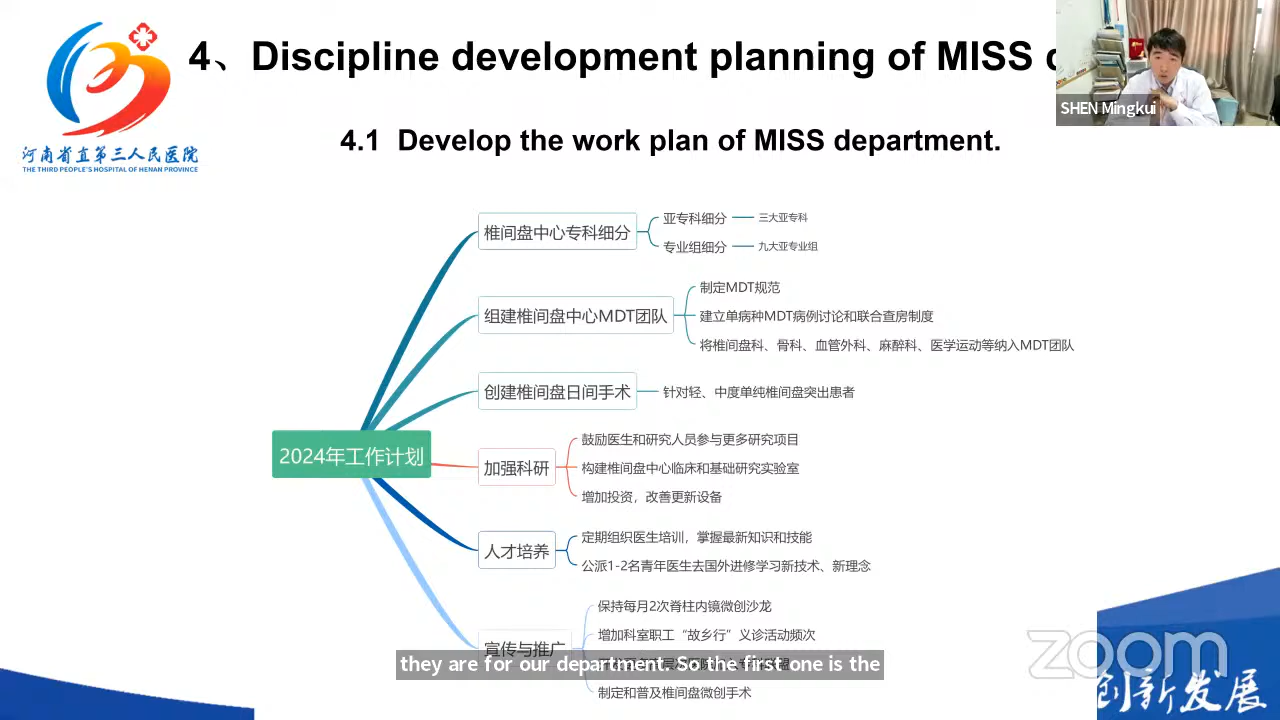 4、Discipline development planning of MISS
SHEN Mingkui
4.1 Develop the work plan of MISS department.
河南省直第三人民医院
THE THIRD PEOPLE'S HOSPITAL OF HENAN PROVINCE
2024年工作计划
椎间盘中心专科细分
亚专科细分
三大亚专科
专业组细分
九大亚专业组
组建椎间盘中心MDT团队
制定MDT规范
建立单病种MDT病例讨论和联合查房制度
将椎间盘科、骨科、血管外科、麻醉科、医学运动等纳入MDT团队
创建椎间盘日间手术
针对轻、中度单纯椎间盘突出患者
加强科研
鼓励医生和研究人员参与更多研究项目
构建椎间盘中心临床和基础研究实验室
增加投资，改善更新设备
人才培养
定期组织医生培训，掌握最新知识和技能
公派1-2名青年医生去国外进修学习新技术、新理念
宣传与推广
保持每月2次脊柱内镜微创沙龙
增加科室职工“故乡行”义诊活动频次
制定和普及椎间盘微创手术
they are for our department. So the first one is the
zoom
创新发展